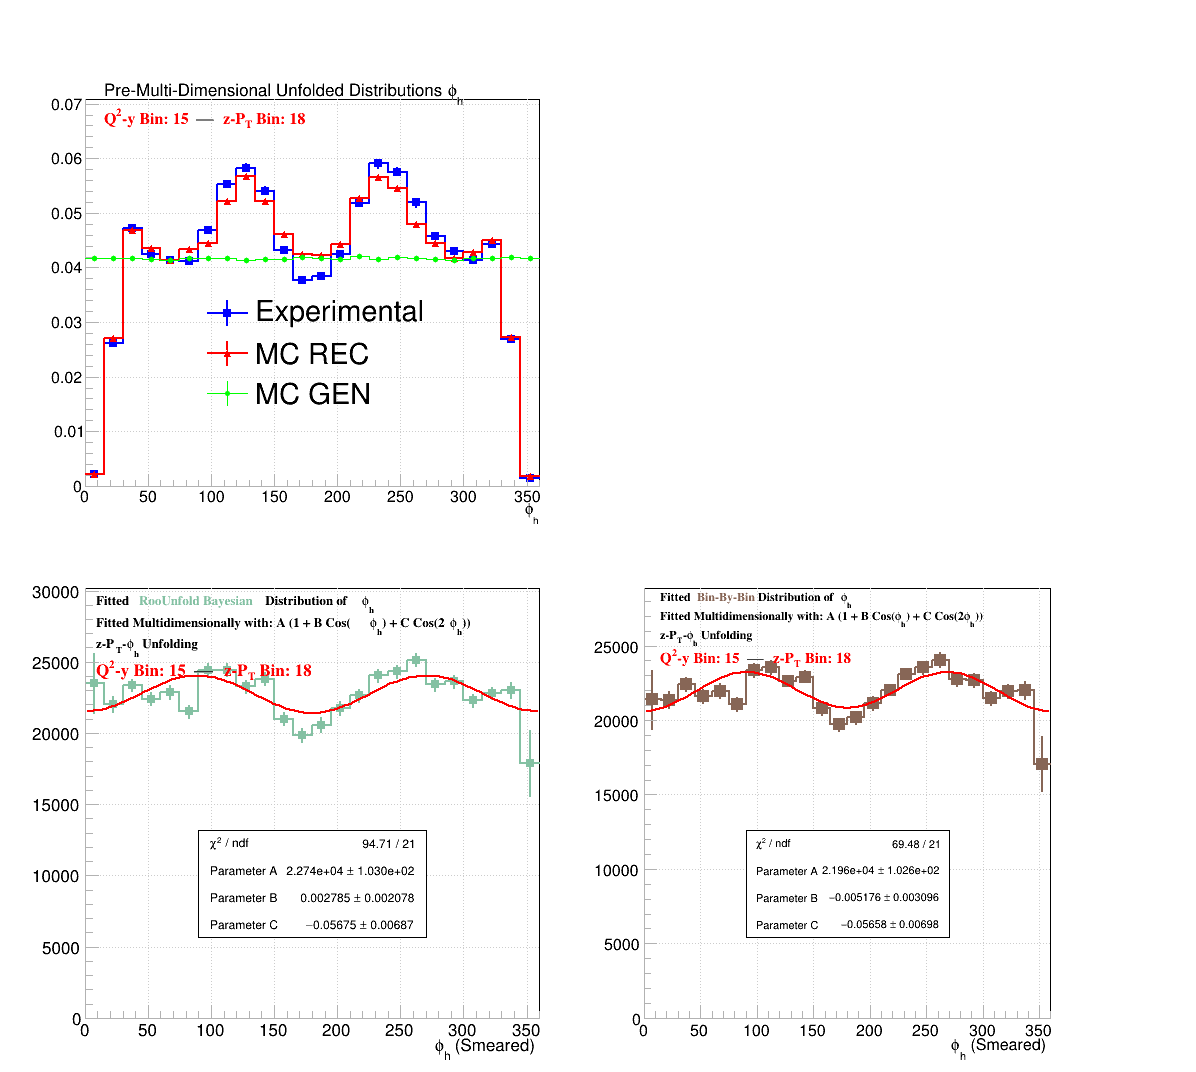 Pre-Multi-Dimensional Unfolded Distributions ϕh
Q2-y Bin: 15 — z-PT Bin: 18
0.07
0.06
0.05
0.04
0.03
0.02
0.01
0
Experimental
MC REC
MC GEN
0 50 100 150 200 250 300 350
ϕh
Fitted RooUnfold Bayesian Distribution of ϕh
Fitted Multidimensionally with: A (1 + B Cos( ϕh) + C Cos(2 ϕh))
z-PT-ϕh Unfolding
Q2-y Bin: 15 — z-PT Bin: 18
30000
25000
20000
15000
10000
5000
0
χ2 / ndf 94.71 / 21
Parameter A 2.274e+04 ± 1.030e+02
Parameter B 0.002785 ± 0.002078
Parameter C −0.05675 ± 0.00687
0 50 100 150 200 250 300 350
ϕh (Smeared)
Fitted Bin-By-Bin Distribution of ϕh
Fitted Multidimensionally with: A (1 + B Cos(ϕh) + C Cos(2ϕh))
z-PT-ϕh Unfolding
Q2-y Bin: 15 — z-PT Bin: 18
25000
20000
15000
10000
5000
0
χ2 / ndf 69.48 / 21
Parameter A 2.196e+04 ± 1.026e+02
Parameter B −0.005176 ± 0.003096
Parameter C −0.05658 ± 0.00698
0 50 100 150 200 250 300 350
ϕh (Smeared)